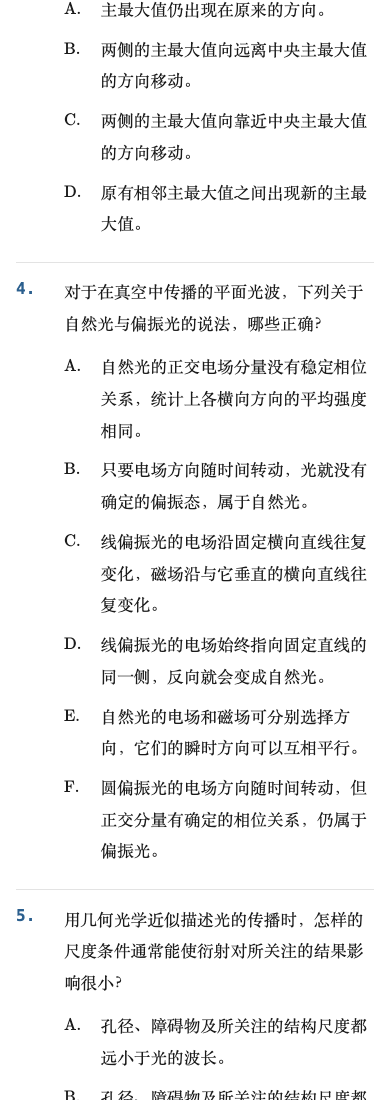 A. 主最大值仍出现在原来的方向。
B. 两侧的主最大值向远离中央主最大值
的方向移动。
C. 两侧的主最大值向靠近中央主最大值
的方向移动。
D. 原有相邻主最大值之间出现新的主最
大值。
4. 对于在真空中传播的平面光波，下列关于
自然光与偏振光的说法，哪些正确？
A. 自然光的正交电场分量没有稳定相位
关系，统计上各横向方向的平均强度
相同。
B. 只要电场方向随时间转动，光就没有
确定的偏振态，属于自然光。
C. 线偏振光的电场沿固定横向直线往复
变化，磁场沿与它垂直的横向直线往
复变化。
D. 线偏振光的电场始终指向固定直线的
同一侧，反向就会变成自然光。
E. 自然光的电场和磁场可分别选择方
向，它们的瞬时方向可以互相平行。
F. 圆偏振光的电场方向随时间转动，但
正交分量有确定的相位关系，仍属于
偏振光。
5. 用几何光学近似描述光的传播时，怎样的
尺度条件通常能使衍射对所关注的结果影
响很小？
A. 孔径、障碍物及所关注的结构尺度都
远小于光的波长。
B. 孔径、障碍物及所关注的结构尺度都